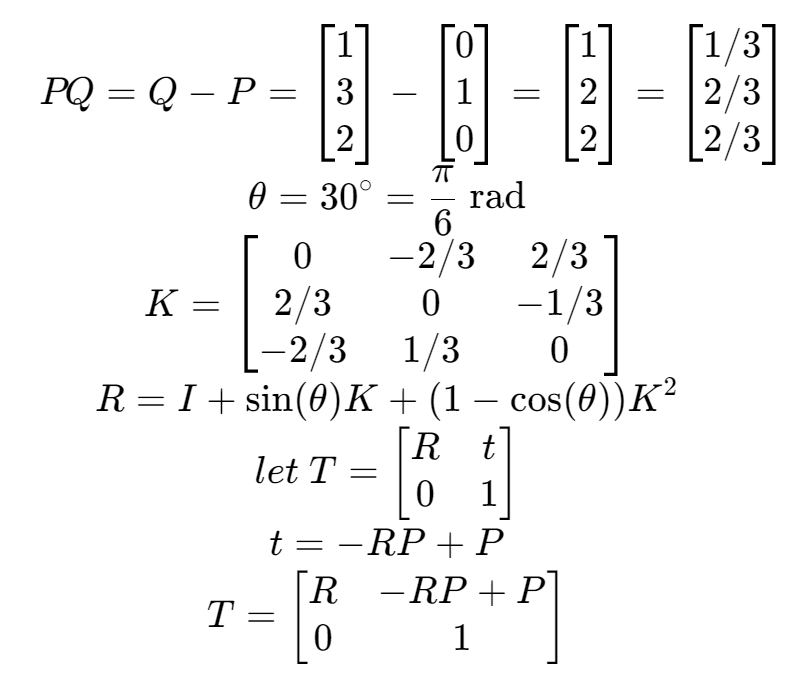 PQ = Q − P = [1 3 2] − [0 1 0] = [1 2 2] = [1/3 2/3 2/3]
θ = 30° = π/6 rad
K = [0 −2/3 2/3; 2/3 0 −1/3; −2/3 1/3 0]
R = I + sin(θ)K + (1 − cos(θ))K²
let T = [R t; 0 1]
t = −RP + P
T = [R −RP + P; 0 1]